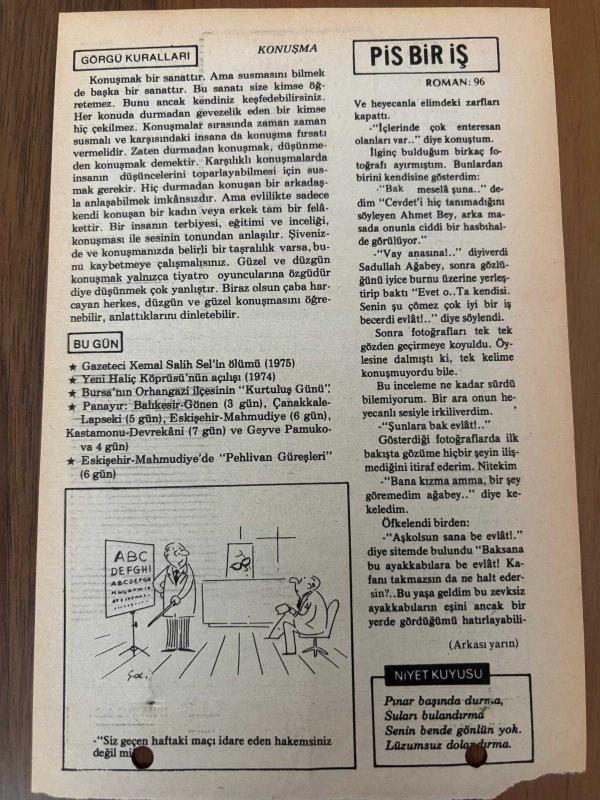 GÖRGÜ KURALLARI
KONUŞMA
Konuşmak bir sanattır. Ama susmasını bilmek
de başka bir sanattır. Bu sanatı size kimse öğ-
retemez. Bunu ancak kendiniz keşfedebilirsiniz.
Her konuda durmadan gevezelik eden bir kimse
hiç çekilmez. Konuşmalar sırasında zaman zaman
susmalı ve karşısındaki insana da konuşma fırsatı
vermelidir. Zaten durmadan konuşmak, düşünme-
den konuşmak demektir. Karşılıklı konuşmalarda
insanın düşüncelerini toparlayabilmesi için sus-
mak gerekir. Hiç durmadan konuşan bir arkadaş-
la anlaşabilmek imkânsızdır. Ama evlilikte sadece
kendi konuşan bir kadın veya erkek tam bir felâ-
kettir. Bir insanın terbiyesi, eğitimi ve inceliği,
konuşması ile sesinin tonundan anlaşılır. Şiveniz-
de ve konuşmanızda belirli bir taşralılık varsa, bu-
nu kaybetmeye çalışmalısınız. Güzel ve düzgün
konuşmak yalnızca tiyatro oyuncularına özgüdür
diye düşünmek çok yanlıştır. Biraz olsun çaba har-
cayan herkes, düzgün ve güzel konuşmasını öğre-
nebilir, anlattıklarını dinletebilir.
BU GÜN
★ Gazeteci Kemal Salih Sel'in ölümü (1975)
★ Yeni Haliç Köprüsü'nün açılışı (1974)
★ Bursa'nın Orhangazi ilçesinin "Kurtuluş Günü".
★ Panayır: Balıkesir-Gönen (3 gün), Çanakkale-
Lapseki (5 gün), Eskişehir-Mahmudiye (6 gün),
Kastamonu-Devrekâni (7 gün) ve Geyve Pamuko-
va 4 gün)
★ Eskişehir-Mahmudiye'de "Pehlivan Güreşleri"
(6 gün)
ABC
DEFGHI
ABCDEFGH
-"Siz geçen haftaki maçı idare eden hakemsiniz
değil
PİS BİR İŞ
ROMAN: 96
Ve heyecanla elimdeki zarfları
kapattı.
-"İçlerinde çok enteresan
olanları var.." diye konuştum.
İlginç bulduğum birkaç fo-
toğrafı ayırmıştım. Bunlardan
birini kendisine gösterdim:
-"Bak meselâ şuna.." de-
dim "Cevdet'i hiç tanımadığını
söyleyen Ahmet Bey, arka ma-
sada onunla ciddi bir hasbıhal-
de görülüyor."
-"Vay anasına!.." diyiverdi
Sadullah Ağabey, sonra gözlü-
ğünü iyice burnu üzerine yerleş-
tirip baktı "Evet o..Ta kendisi.
Senin şu çömez çok iyi bir iş
becerdi evlât!.." diye söylendi.
Sonra fotoğrafları tek tek
gözden geçirmeye koyuldu. Öy-
lesine dalmıştı ki, tek kelime
konuşmuyordu bile.
Bu inceleme ne kadar sürdü
bilemiyorum. Bir ara onun he-
yecanlı sesiyle irkiliverdim.
-"Şunlara bak evlât!.."
Gösterdiği fotoğraflarda ilk
bakışta gözüme hiçbir şeyin iliş-
mediğini itiraf ederim. Nitekim
-"Bana kızma amma, bir şey
göremedim ağabey.." diye ke-
keledim.
Öfkelendi birden:
-"Aşkolsun sana be evlât!."
diye sitemde bulundu "Baksana
bu ayakkabılara be evlât! Ka-
fanı takmazsın da ne halt eder-
sin?..Bu yaşa geldim bu zevksiz
ayakkabıların eşini ancak bir
yerde gördüğümü hatırlayabili-
(Arkası yarın)
NİYET KUYUSU
Pınar başında durma,
Suları bulandırma
Senin bende gönlün yok.
Lüzumsuz dolandırma.